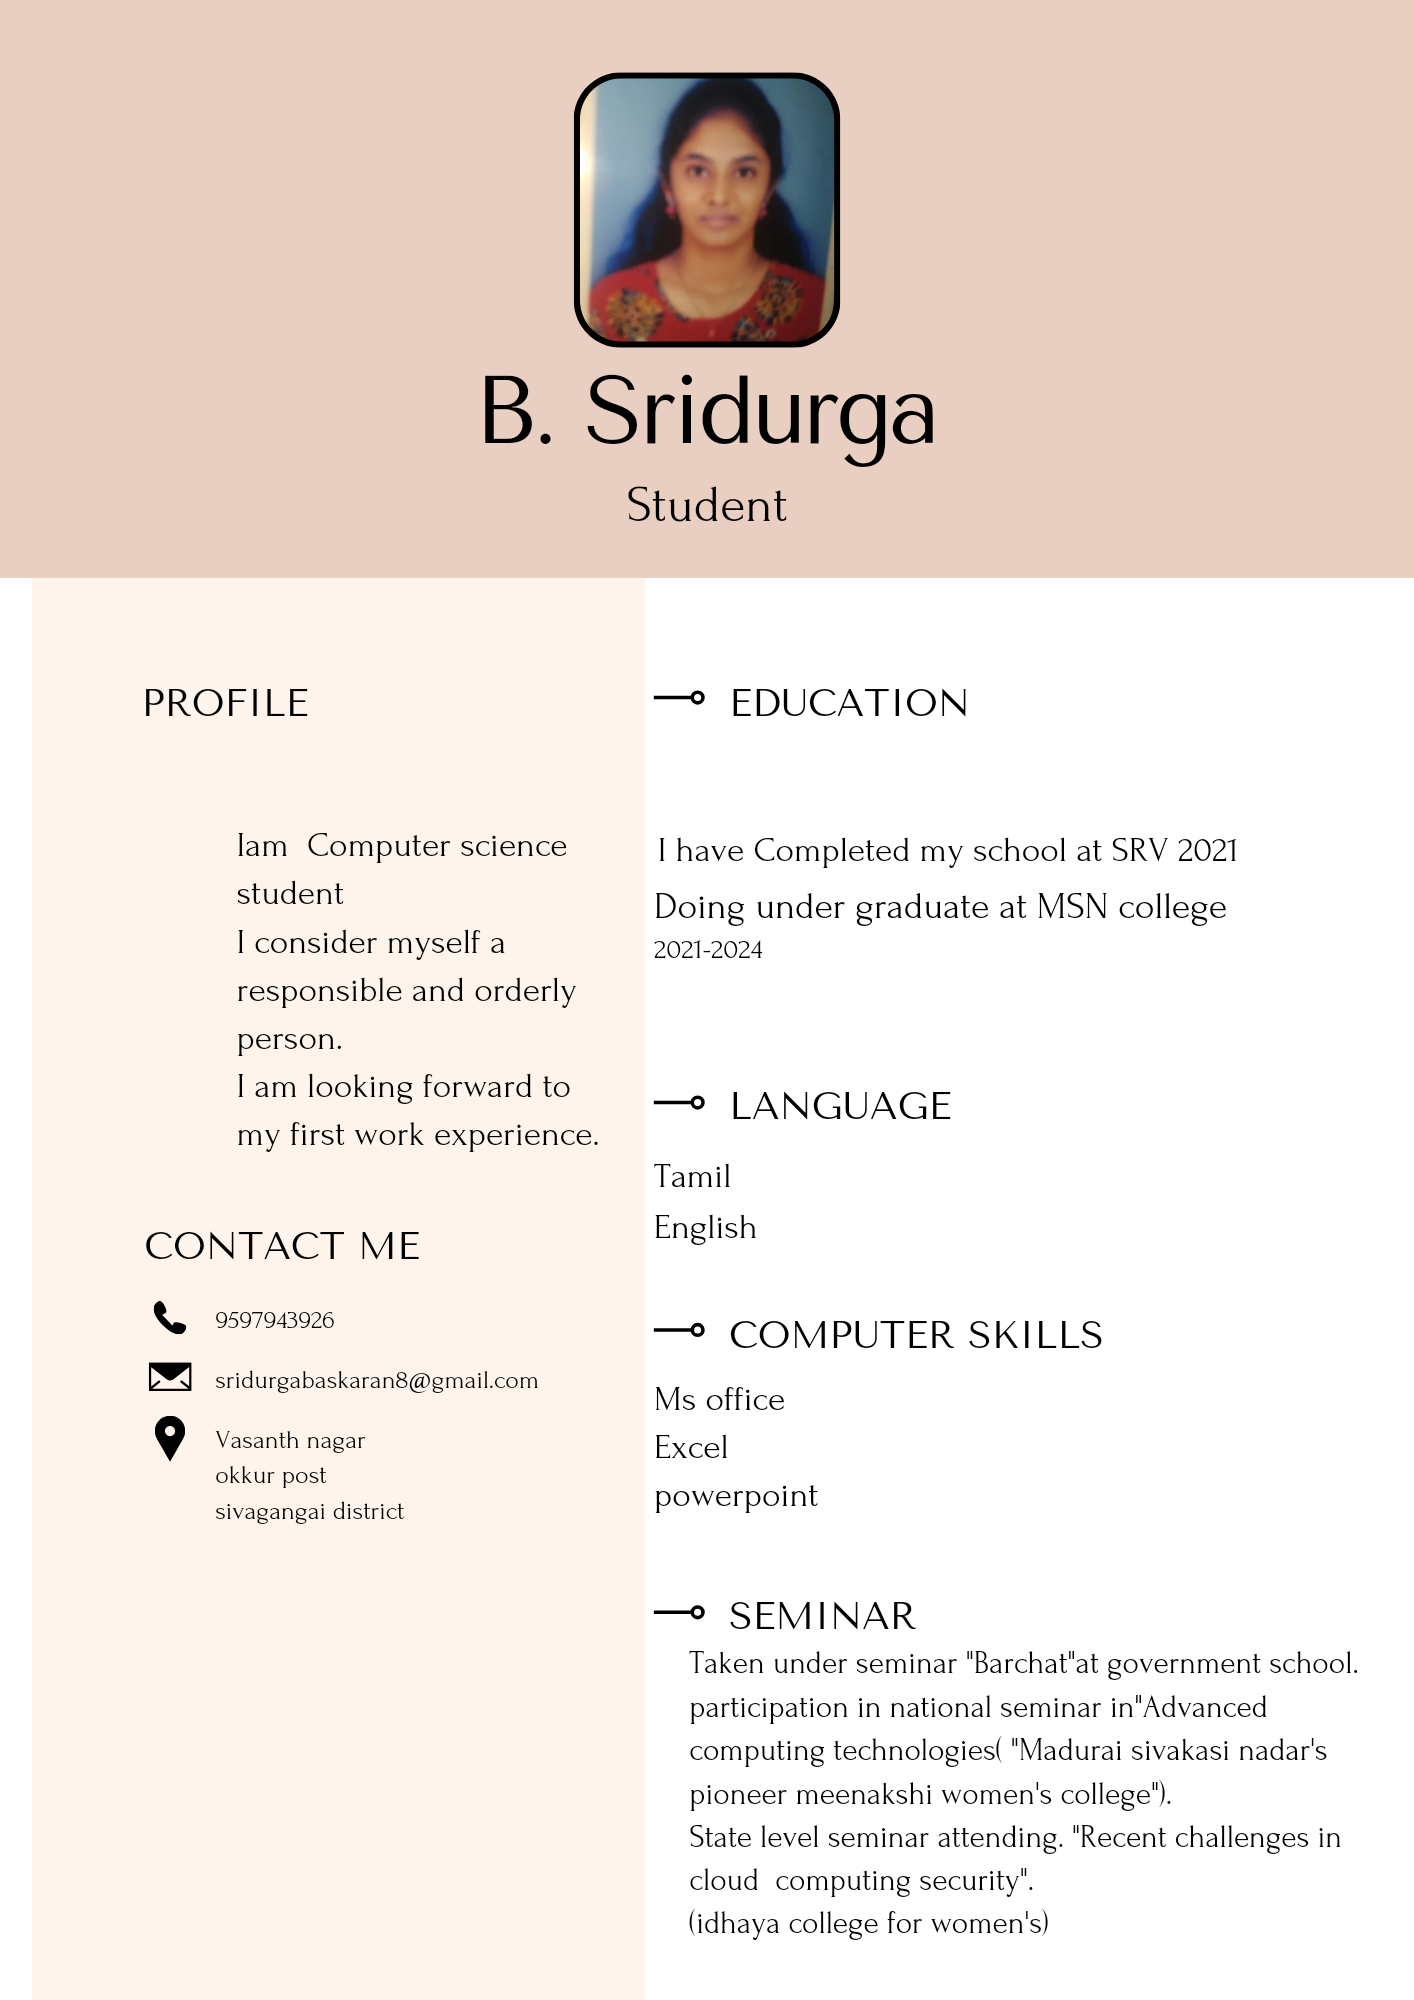 B. Sridurga
Student
PROFILE
Iam  Computer science
student
I consider myself a
responsible and orderly
person.
I am looking forward to
my first work experience.
CONTACT ME
9597943926
sridurgabaskaran8@gmail.com
Vasanth nagar
okkur post
sivagangai district
EDUCATION
I have Completed my school at SRV 2021
Doing under graduate at MSN college
2021-2024
LANGUAGE
Tamil
English
COMPUTER SKILLS
Ms office
Excel
powerpoint
SEMINAR
Taken under seminar "Barchat"at government school.
participation in national seminar in"Advanced
computing technologies( "Madurai sivakasi nadar's
pioneer meenakshi women's college").
State level seminar attending. "Recent challenges in
cloud  computing security".
(idhaya college for women's)